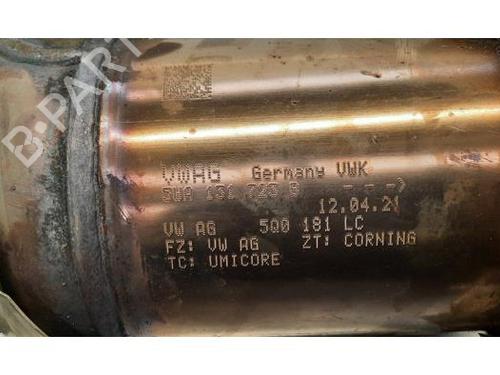 B-PARTS
VWAG Germany VWK
5WA 131 723 B - - ->
12.04.21
VW AG 5Q0 181 LC
FZ: VW AG ZT: CORNING
TC: UMICORE